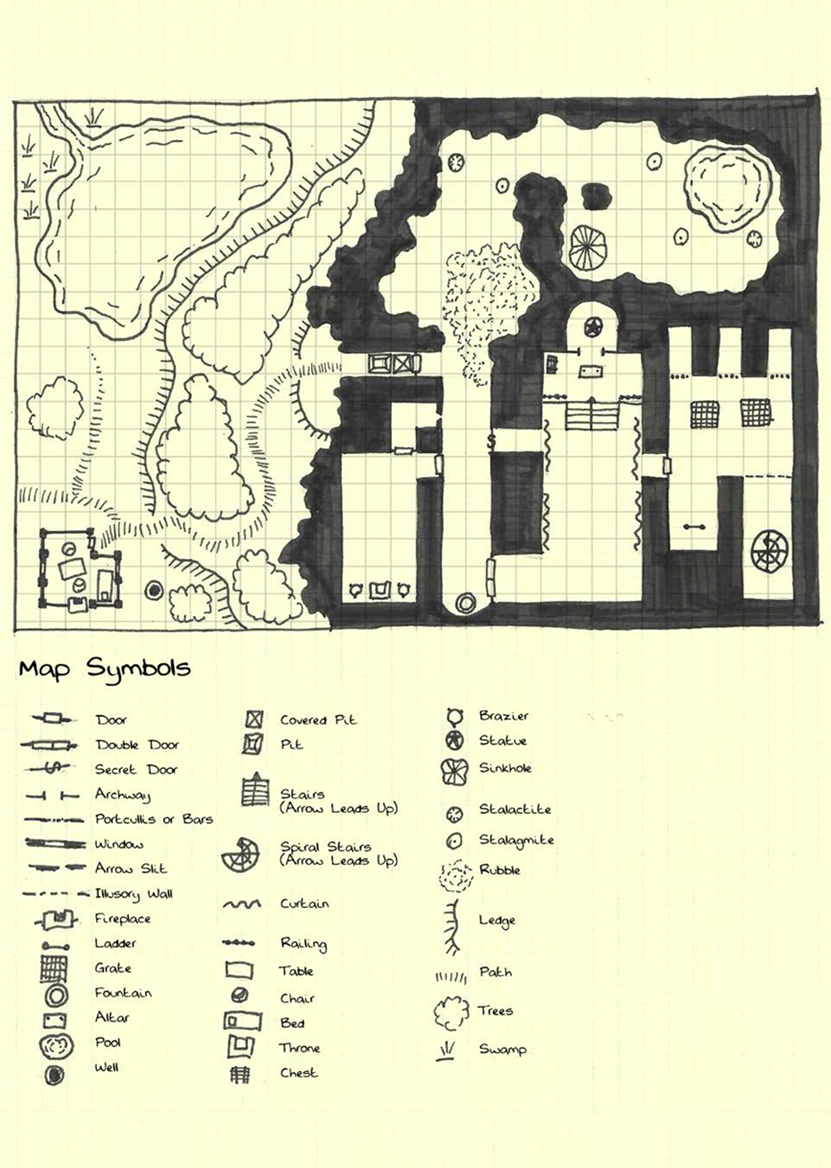 Map Symbols
Door
Double Door
Secret Door
Archway
Portcullis or Bars
Window
Arrow Slit
Illusory Wall
Fireplace
Ladder
Grate
Fountain
Altar
Pool
Well
Covered Pit
Pit
Stairs
(Arrow Leads Up)
Spiral Stairs
(Arrow Leads Up)
Curtain
Railing
Table
Chair
Bed
Throne
Chest
Brazier
Statue
Sinkhole
Stalactite
Stalagmite
Rubble
Ledge
Path
Trees
Swamp